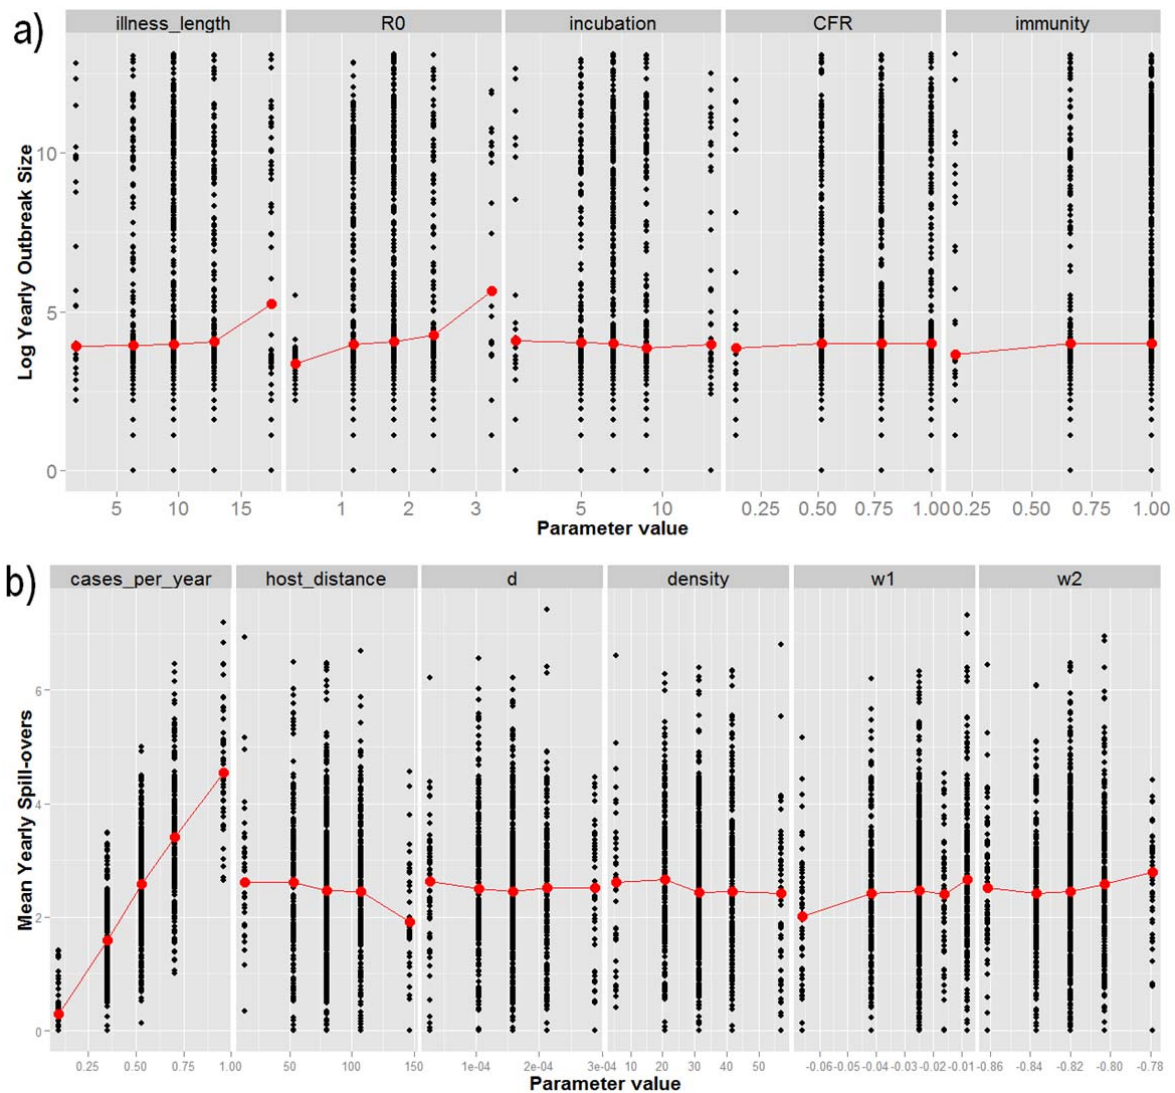 a)
illness_length R0 incubation CFR immunity
Log Yearly Outbreak Size
10
5
0
5 10 15 1 2 3 5 10 0.25 0.50 0.75 1.00 0.25 0.50 0.75 1.00
Parameter value
b)
cases_per_year host_distance d density w1 w2
Mean Yearly Spill-overs
6
4
2
0
0.25 0.50 0.75 1.00 50 100 150 1e-04 2e-04 3e-04 10 20 30 40 50 -0.06 -0.05 -0.04 -0.03 -0.02 -0.01 -0.86 -0.84 -0.82 -0.80 -0.78
Parameter value